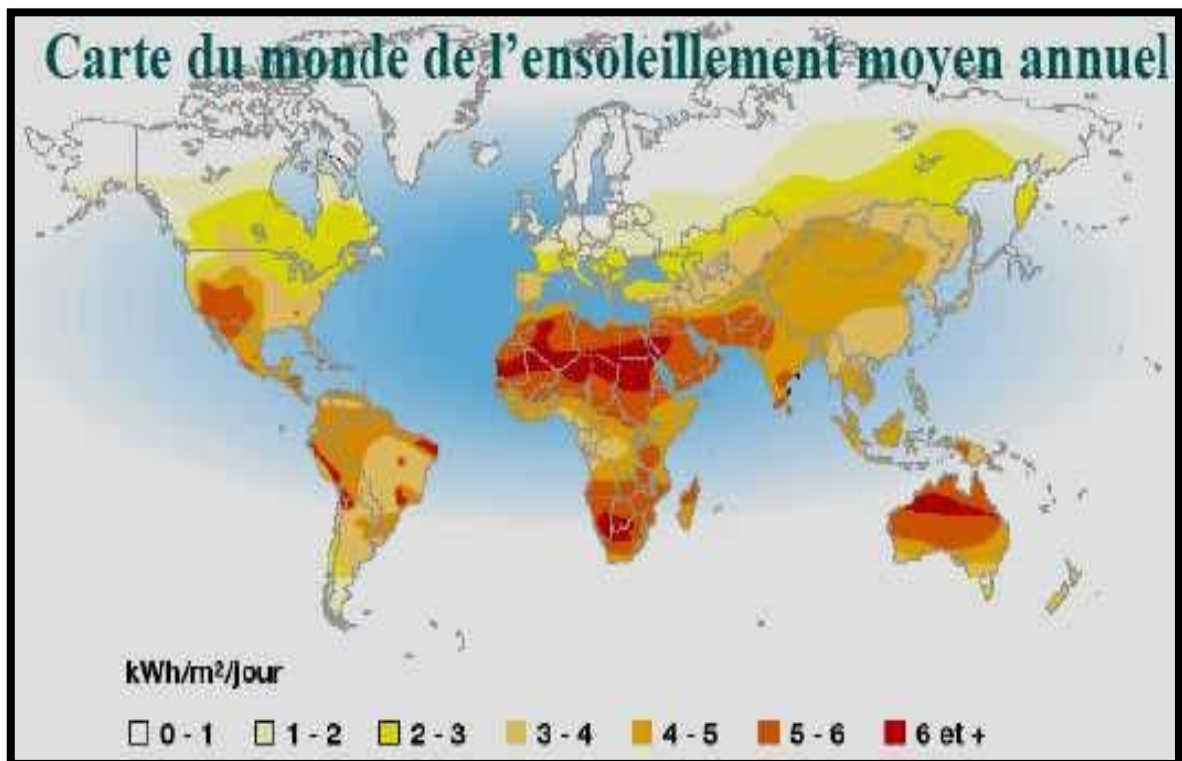 Carte du monde de l'ensoleillement moyen annuel
kWh/m²/jour
0 - 1 1 - 2 2 - 3 3 - 4 4 - 5 5 - 6 6 et +